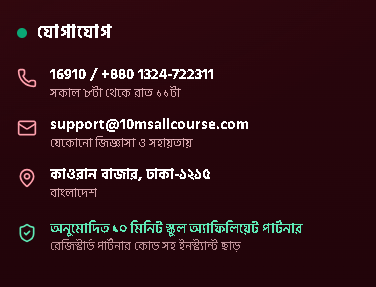 যোগাযোগ
16910 / +880 1324-722311
সকাল ৮টা থেকে রাত ১১টা
support@10msallcourse.com
যেকোনো জিজ্ঞাসা ও সহায়তায়
কাওরান বাজার, ঢাকা-১২১৫
বাংলাদেশ
অনুমোদিত ১০ মিনিট স্কুল অ্যাফিলিয়েট পার্টনার
রেজিস্টার্ড পার্টনার কোড সহ ইনস্ট্যান্ট ছাড়